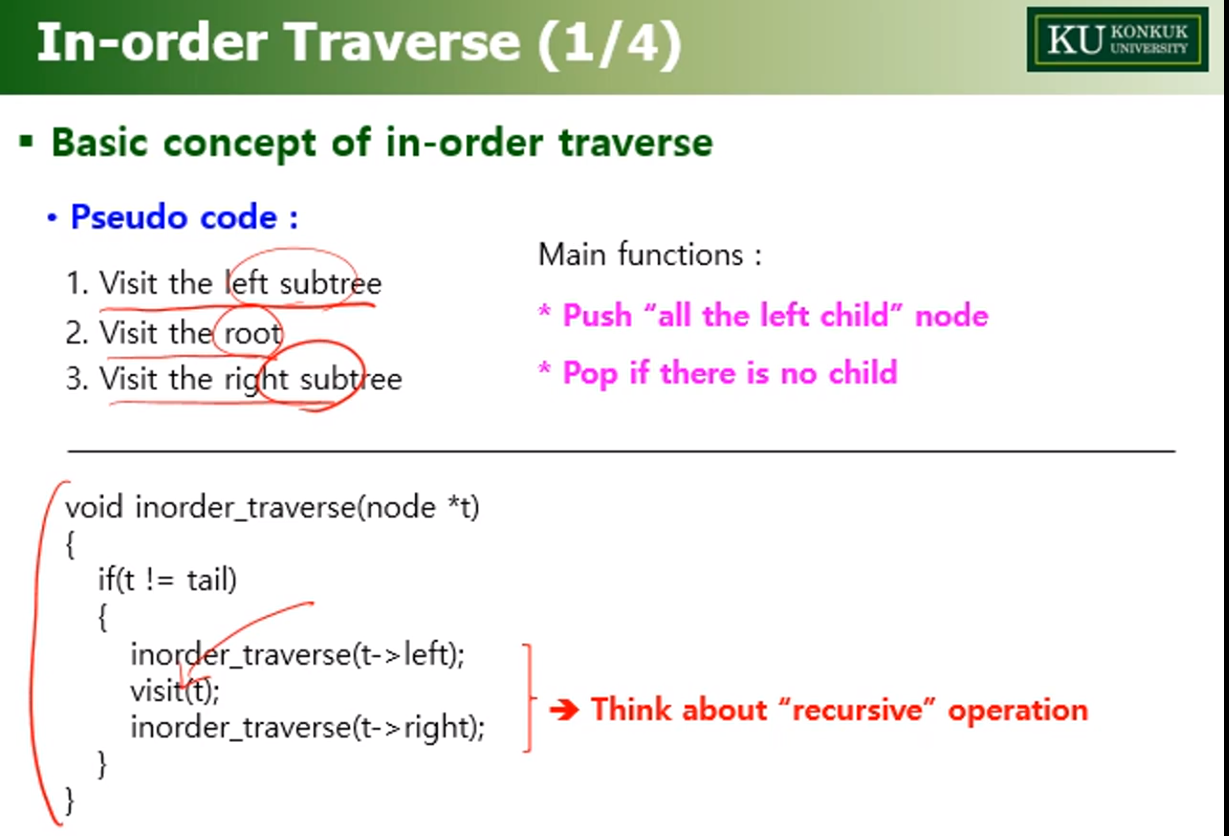 In-order Traverse (1/4)
KU KONKUK
UNIVERSITY
▪ Basic concept of in-order traverse
• Pseudo code :
1. Visit the left subtree
2. Visit the root
3. Visit the right subtree
Main functions :
* Push “all the left child” node
* Pop if there is no child
void inorder_traverse(node *t)
{
if(t != tail)
{
inorder_traverse(t->left);
visit(t);
inorder_traverse(t->right);
}
}
➔ Think about “recursive” operation